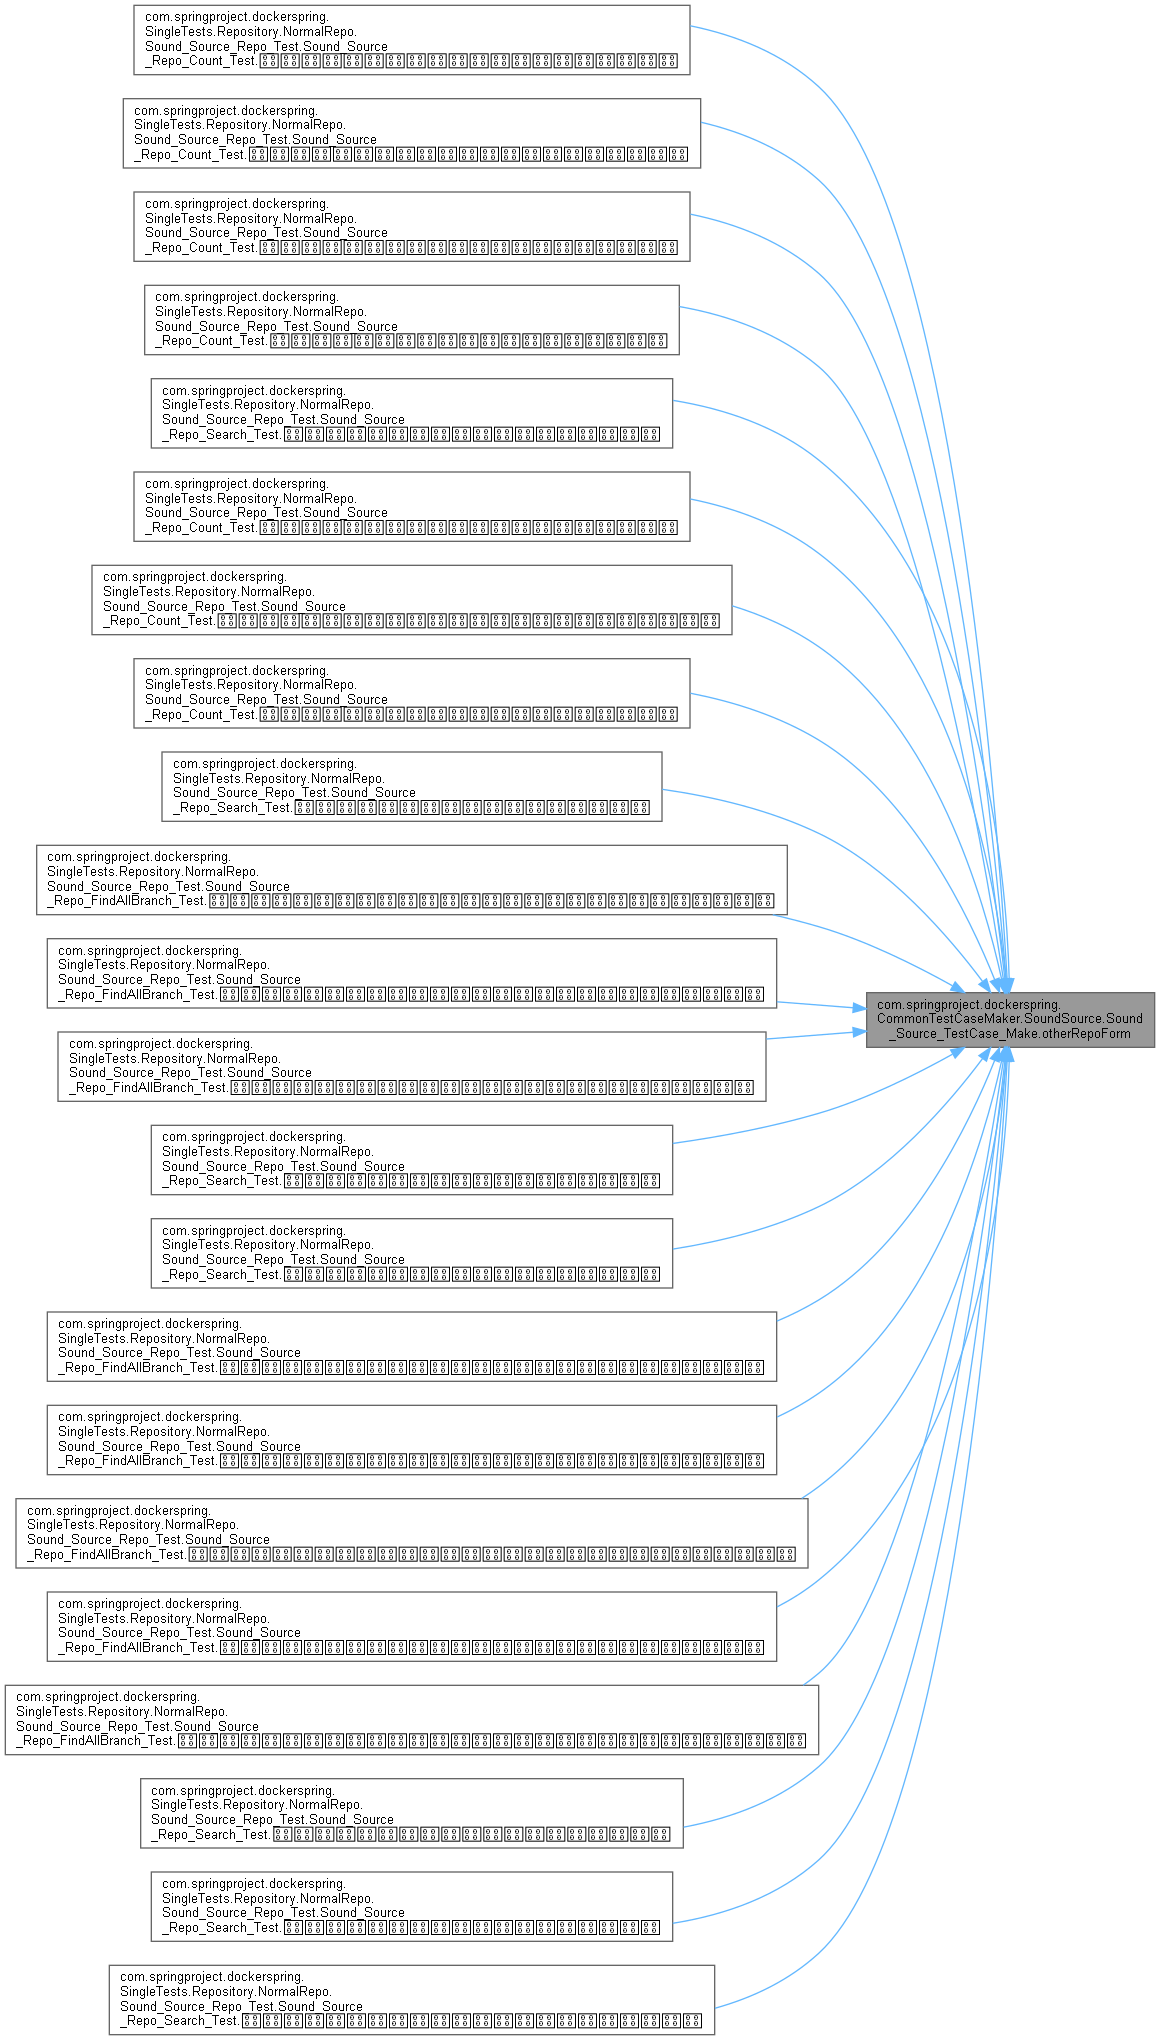 com.springproject.dockerspring.
SingleTests.Repository.NormalRepo.
Sound_Source_Repo_Test.Sound_Source
_Repo_Count_Test.
com.springproject.dockerspring.
SingleTests.Repository.NormalRepo.
Sound_Source_Repo_Test.Sound_Source
_Repo_Count_Test.
com.springproject.dockerspring.
SingleTests.Repository.NormalRepo.
Sound_Source_Repo_Test.Sound_Source
_Repo_Count_Test.
com.springproject.dockerspring.
SingleTests.Repository.NormalRepo.
Sound_Source_Repo_Test.Sound_Source
_Repo_Count_Test.
com.springproject.dockerspring.
SingleTests.Repository.NormalRepo.
Sound_Source_Repo_Test.Sound_Source
_Repo_Search_Test.
com.springproject.dockerspring.
SingleTests.Repository.NormalRepo.
Sound_Source_Repo_Test.Sound_Source
_Repo_Count_Test.
com.springproject.dockerspring.
SingleTests.Repository.NormalRepo.
Sound_Source_Repo_Test.Sound_Source
_Repo_Count_Test.
com.springproject.dockerspring.
SingleTests.Repository.NormalRepo.
Sound_Source_Repo_Test.Sound_Source
_Repo_Count_Test.
com.springproject.dockerspring.
SingleTests.Repository.NormalRepo.
Sound_Source_Repo_Test.Sound_Source
_Repo_Search_Test.
com.springproject.dockerspring.
SingleTests.Repository.NormalRepo.
Sound_Source_Repo_Test.Sound_Source
_Repo_FindAllBranch_Test.
com.springproject.dockerspring.
SingleTests.Repository.NormalRepo.
Sound_Source_Repo_Test.Sound_Source
_Repo_FindAllBranch_Test.
com.springproject.dockerspring.
CommonTestCaseMaker.SoundSource.Sound
_Source_TestCase_Make.otherRepoForm
com.springproject.dockerspring.
SingleTests.Repository.NormalRepo.
Sound_Source_Repo_Test.Sound_Source
_Repo_FindAllBranch_Test.
com.springproject.dockerspring.
SingleTests.Repository.NormalRepo.
Sound_Source_Repo_Test.Sound_Source
_Repo_Search_Test.
com.springproject.dockerspring.
SingleTests.Repository.NormalRepo.
Sound_Source_Repo_Test.Sound_Source
_Repo_Search_Test.
com.springproject.dockerspring.
SingleTests.Repository.NormalRepo.
Sound_Source_Repo_Test.Sound_Source
_Repo_FindAllBranch_Test.
com.springproject.dockerspring.
SingleTests.Repository.NormalRepo.
Sound_Source_Repo_Test.Sound_Source
_Repo_FindAllBranch_Test.
com.springproject.dockerspring.
SingleTests.Repository.NormalRepo.
Sound_Source_Repo_Test.Sound_Source
_Repo_FindAllBranch_Test.
com.springproject.dockerspring.
SingleTests.Repository.NormalRepo.
Sound_Source_Repo_Test.Sound_Source
_Repo_FindAllBranch_Test.
com.springproject.dockerspring.
SingleTests.Repository.NormalRepo.
Sound_Source_Repo_Test.Sound_Source
_Repo_FindAllBranch_Test.
com.springproject.dockerspring.
SingleTests.Repository.NormalRepo.
Sound_Source_Repo_Test.Sound_Source
_Repo_Search_Test.
com.springproject.dockerspring.
SingleTests.Repository.NormalRepo.
Sound_Source_Repo_Test.Sound_Source
_Repo_Search_Test.
com.springproject.dockerspring.
SingleTests.Repository.NormalRepo.
Sound_Source_Repo_Test.Sound_Source
_Repo_Search_Test.